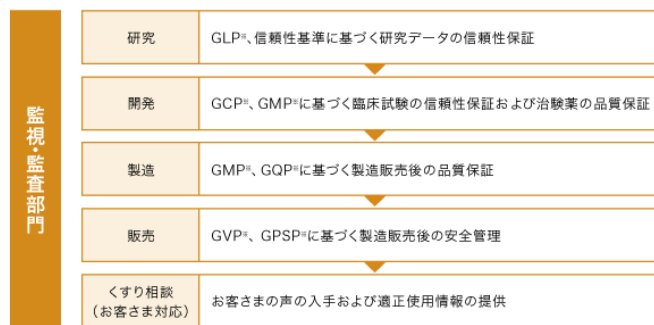 監視・監査部門
研究
GLP※、信頼性基準に基づく研究データの信頼性保証
開発
GCP※、GMP※に基づく臨床試験の信頼性保証および治験薬の品質保証
製造
GMP※、GQP※に基づく製造販売後の品質保証
販売
GVP※、GPSP※に基づく製造販売後の安全管理
くすり相談
（お客さま対応）
お客さまの声の入手および適正使用情報の提供